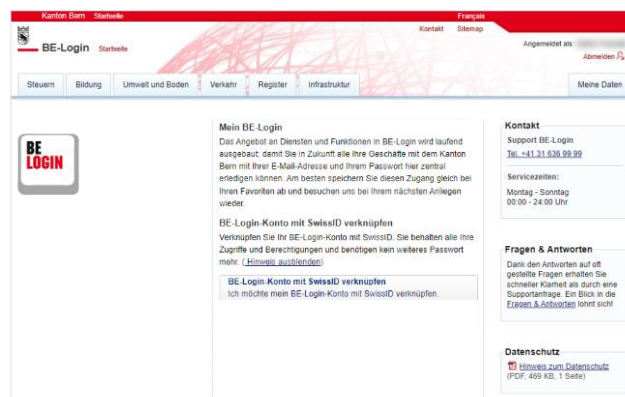 Kanton Bern Startseite
Français
Kontakt Sitemap
BE-Login Startseite
Angemeldet als:
Abmelden
Steuern Bildung Umwelt und Boden Verkehr Register Infrastruktur Meine Daten
BE
LOGIN
Mein BE-Login
Das Angebot an Diensten und Funktionen in BE-Login wird laufend
ausgebaut; damit Sie in Zukunft alle Ihre Geschäfte mit dem Kanton
Bern mit Ihrer E-Mail-Adresse und Ihrem Passwort hier zentral
erledigen können. Am besten speichern Sie diesen Zugang gleich bei
Ihren Favoriten ab und besuchen uns bei Ihrem nächsten Anliegen
wieder.
BE-Login-Konto mit SwissID verknüpfen
Verknüpfen Sie Ihr BE-Login-Konto mit SwissID. Sie behalten alle Ihre
Zugriffe und Berechtigungen und benötigen kein weiteres Passwort
mehr. ( Hinweis ausblenden)
BE-Login-Konto mit SwissID verknüpfen
Ich möchte mein BE-Login-Konto mit SwissID verknüpfen.
Kontakt
Support BE-Login
Tel. +41 31 636 99 99
Servicezeiten:
Montag - Sonntag
00:00 - 24:00 Uhr
Fragen & Antworten
Dank den Antworten auf oft
gestellte Fragen erhalten Sie
schneller Klarheit als durch eine
Supportanfrage. Ein Blick in die
Fragen & Antworten lohnt sich!
Datenschutz
Hinweis zum Datenschutz
(PDF, 469 KB, 1 Seite)